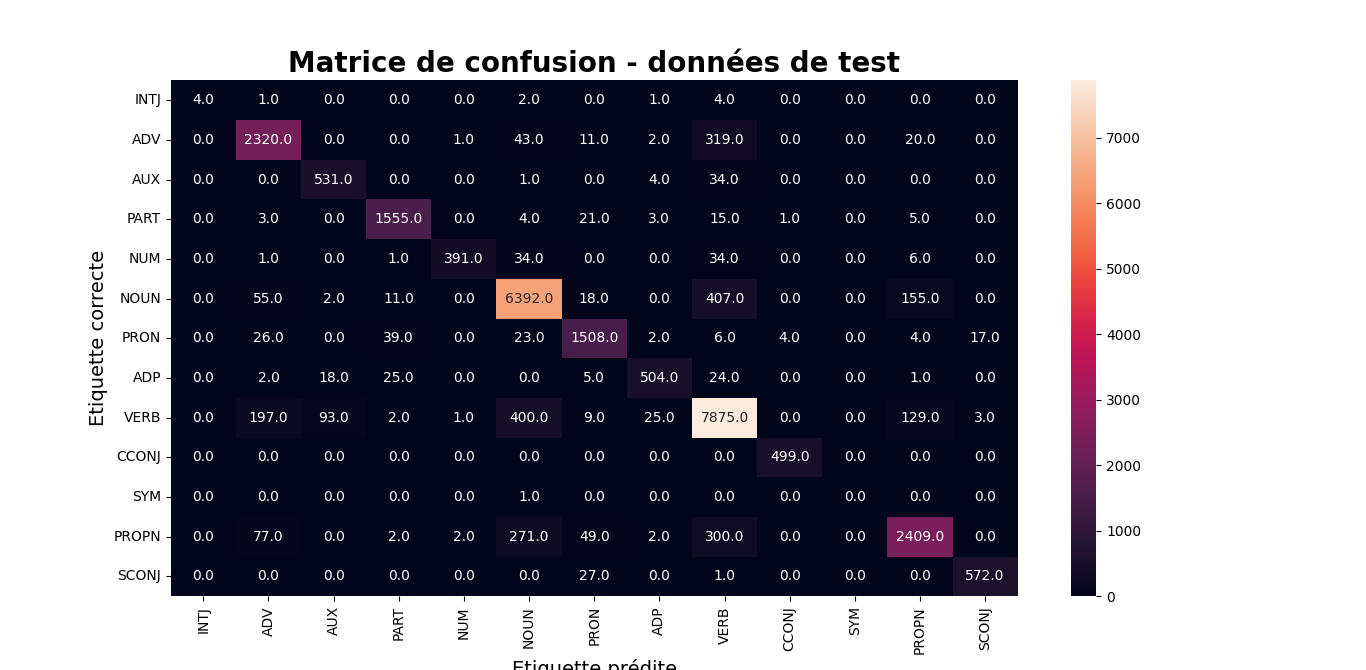 Matrice de confusion - données de test
INTJ 4.0 1.0 0.0 0.0 0.0 2.0 0.0 1.0 4.0 0.0 0.0 0.0 0.0
ADV 0.0 2320.0 0.0 0.0 1.0 43.0 11.0 2.0 319.0 0.0 0.0 20.0 0.0
AUX 0.0 0.0 531.0 0.0 0.0 1.0 0.0 4.0 34.0 0.0 0.0 0.0 0.0
PART 0.0 3.0 0.0 1555.0 0.0 4.0 21.0 3.0 15.0 1.0 0.0 5.0 0.0
NUM 0.0 1.0 0.0 1.0 391.0 34.0 0.0 0.0 34.0 0.0 0.0 6.0 0.0
NOUN 0.0 55.0 2.0 11.0 0.0 6392.0 18.0 0.0 407.0 0.0 0.0 155.0 0.0
PRON 0.0 26.0 0.0 39.0 0.0 23.0 1508.0 2.0 6.0 4.0 0.0 4.0 17.0
ADP 0.0 2.0 18.0 25.0 0.0 0.0 5.0 504.0 24.0 0.0 0.0 1.0 0.0
VERB 0.0 197.0 93.0 2.0 1.0 400.0 9.0 25.0 7875.0 0.0 0.0 129.0 3.0
CCONJ 0.0 0.0 0.0 0.0 0.0 0.0 0.0 0.0 0.0 499.0 0.0 0.0 0.0
SYM 0.0 0.0 0.0 0.0 0.0 1.0 0.0 0.0 0.0 0.0 0.0 0.0 0.0
PROPN 0.0 77.0 0.0 2.0 2.0 271.0 49.0 2.0 300.0 0.0 0.0 2409.0 0.0
SCONJ 0.0 0.0 0.0 0.0 0.0 0.0 27.0 0.0 1.0 0.0 0.0 0.0 572.0
INTJ ADV AUX PART NUM NOUN PRON ADP VERB CCONJ SYM PROPN SCONJ
Etiquette correcte
Etiquette prédite
7000
6000
5000
4000
3000
2000
1000
0